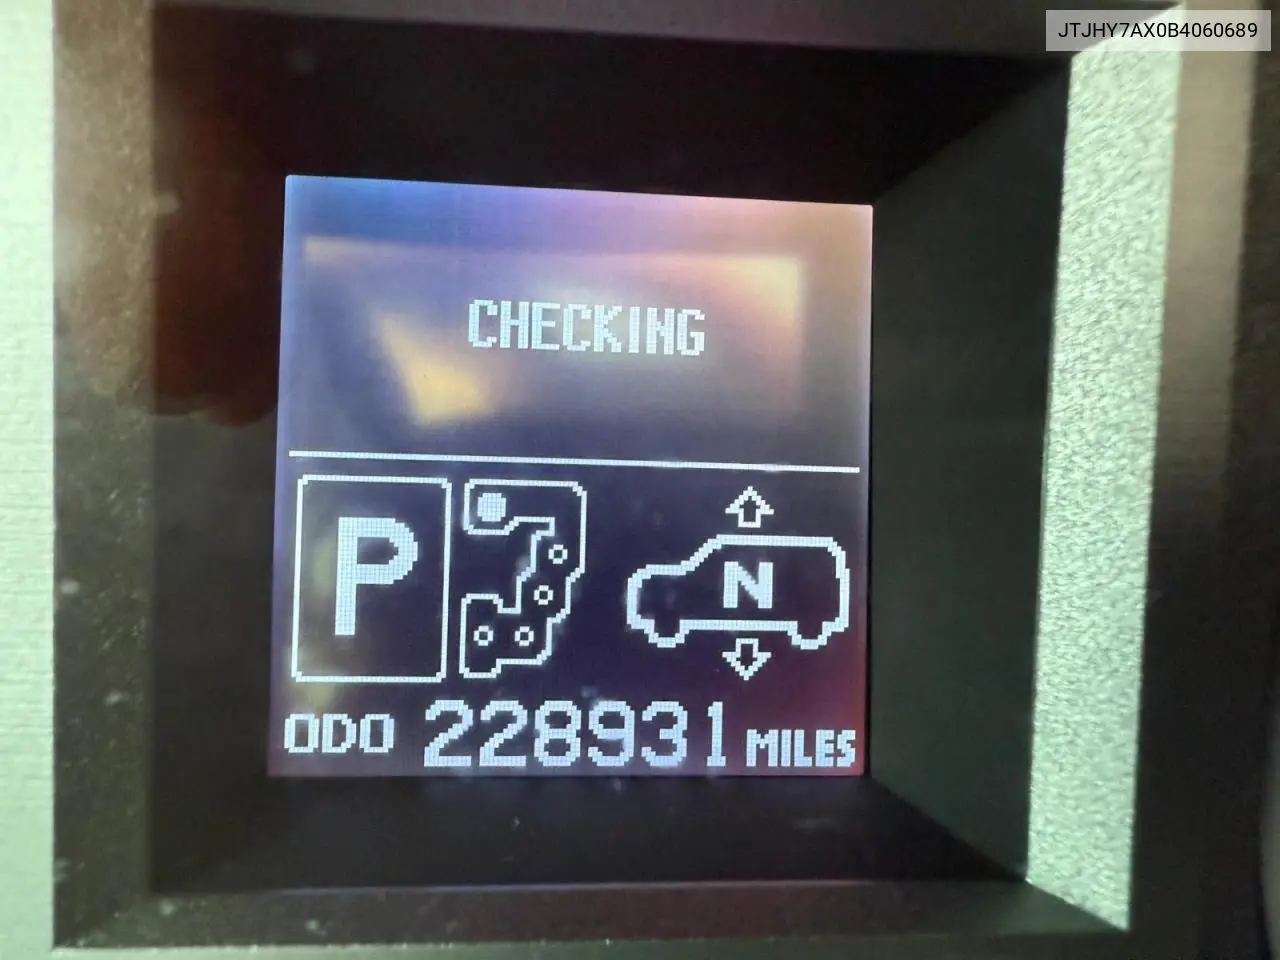 JTJHY7AX0B4060689
CHECKING
P
N
ODO 228931 MILES